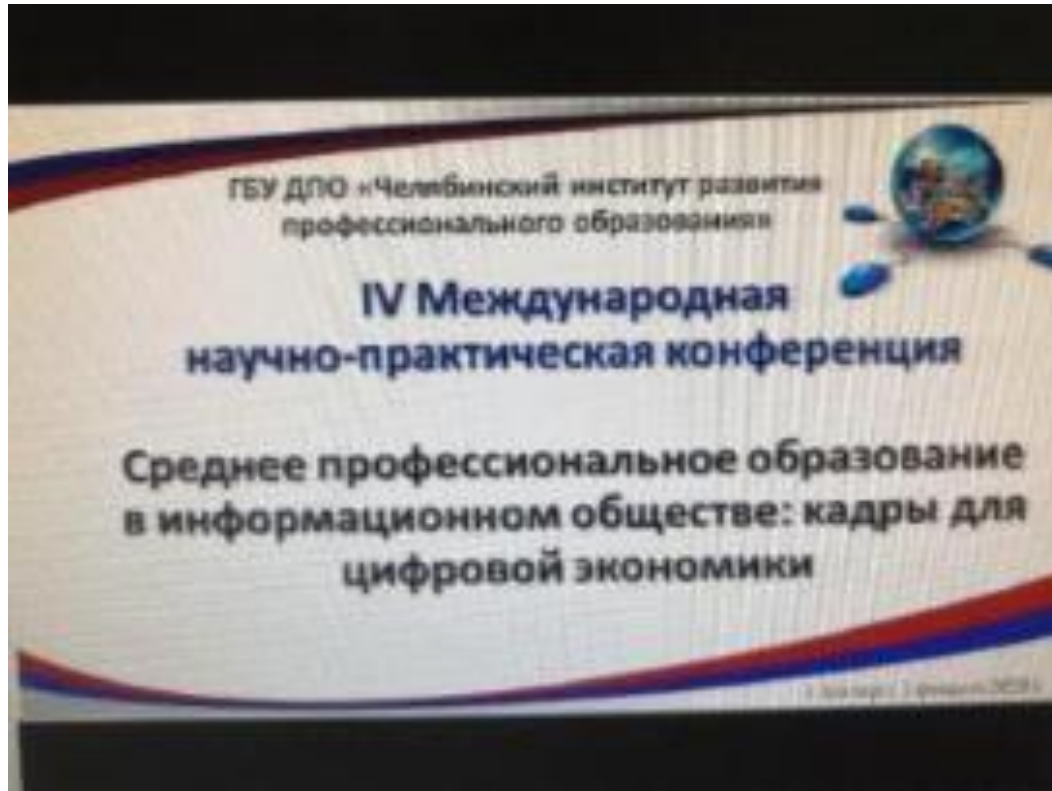 ГБУ ДПО «Челябинский институт развития
профессионального образования»
IV Международная
научно-практическая конференция
Среднее профессиональное образование
в информационном обществе: кадры для
цифровой экономики